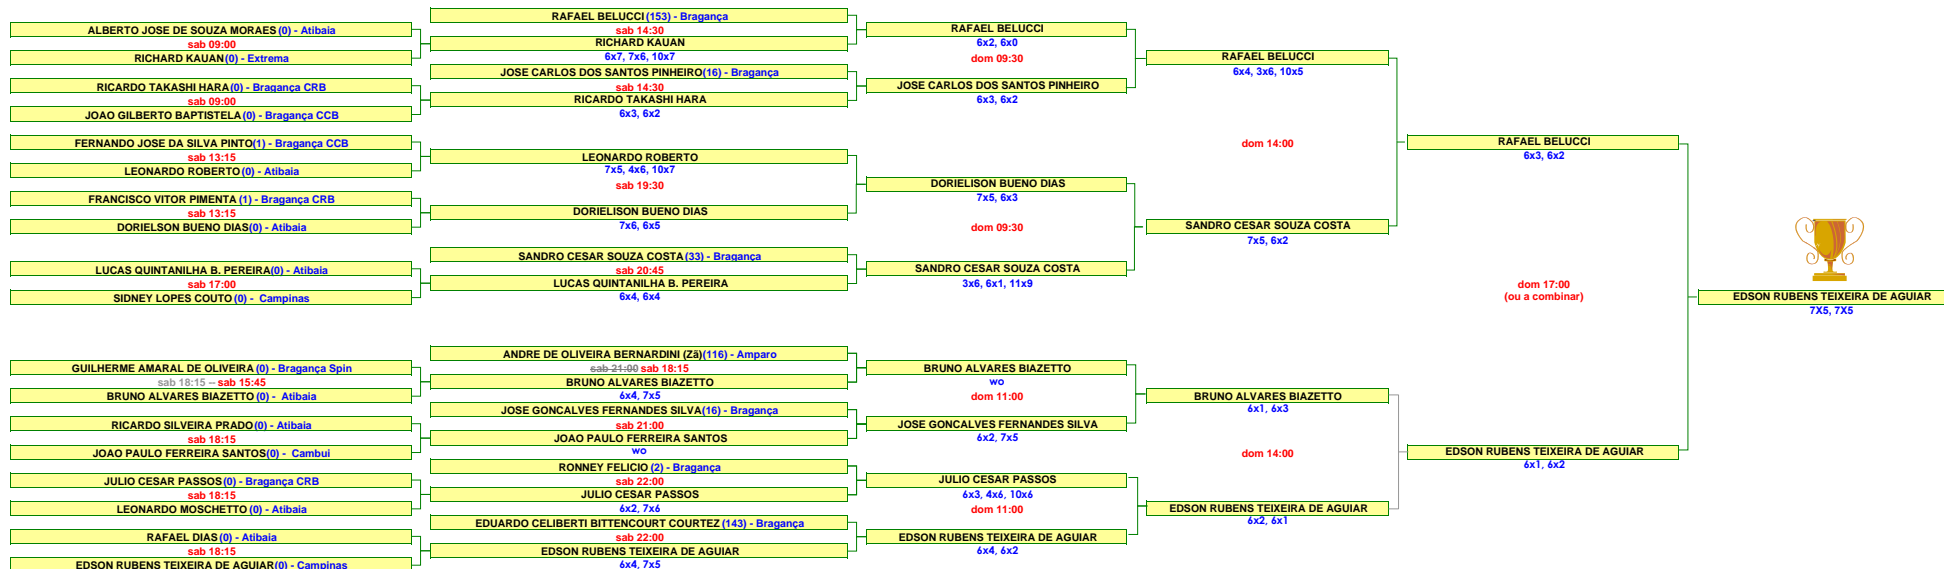 ALBERTO JOSE DE SOUZA MORAES (0) - Atibaia
sab 09:00
RICHARD KAUAN (0) - Extrema
RICARDO TAKASHI HARA (0) - Bragança CRB
sab 09:00
JOAO GILBERTO BAPTISTELA (0) - Bragança CCB
FERNANDO JOSE DA SILVA PINTO (1) - Bragança CCB
sab 13:15
LEONARDO ROBERTO (0) - Atibaia
FRANCISCO VITOR PIMENTA (1) - Bragança CRB
sab 13:15
DORIELSON BUENO DIAS (0) - Atibaia
LUCAS QUINTANILHA B. PEREIRA (0) - Atibaia
sab 17:00
SIDNEY LOPES COUTO (0) - Campinas
GUILHERME AMARAL DE OLIVEIRA (0) - Bragança Spin
sab 18:15 -- sab 15:45
BRUNO ALVARES BIAZETTO (0) - Atibaia
RICARDO SILVEIRA PRADO (0) - Atibaia
sab 18:15
JOAO PAULO FERREIRA SANTOS (0) - Cambui
JULIO CESAR PASSOS (0) - Bragança CRB
sab 18:15
LEONARDO MOSCHETTO (0) - Atibaia
RAFAEL DIAS (0) - Atibaia
sab 18:15
EDSON RUBENS TEIXEIRA DE AGUIAR (0) - Campinas
RAFAEL BELUCCI (153) - Bragança
sab 14:30
RICHARD KAUAN
6x7, 7x6, 10x7
JOSE CARLOS DOS SANTOS PINHEIRO (16) - Bragança
sab 14:30
RICARDO TAKASHI HARA
6x3, 6x2
LEONARDO ROBERTO
7x5, 4x6, 10x7
sab 19:30
DORIELISON BUENO DIAS
7x6, 6x5
SANDRO CESAR SOUZA COSTA (33) - Bragança
sab 20:45
LUCAS QUINTANILHA B. PEREIRA
6x4, 6x4
ANDRE DE OLIVEIRA BERNARDINI (Zã) (116) - Amparo
sab 21:00 sab 18:15
BRUNO ALVARES BIAZETTO
6x4, 7x5
JOSE GONCALVES FERNANDES SILVA (16) - Bragança
sab 21:00
JOAO PAULO FERREIRA SANTOS
wo
RONNEY FELICIO (2) - Bragança
sab 22:00
JULIO CESAR PASSOS
6x2, 7x6
EDUARDO CELIBERTI BITTENCOURT COURTEZ (143) - Bragança
sab 22:00
EDSON RUBENS TEIXEIRA DE AGUIAR
6x4, 7x5
RAFAEL BELUCCI
6x2, 6x0
dom 09:30
JOSE CARLOS DOS SANTOS PINHEIRO
6x3, 6x2
DORIELISON BUENO DIAS
7x5, 6x3
dom 09:30
SANDRO CESAR SOUZA COSTA
3x6, 6x1, 11x9
BRUNO ALVARES BIAZETTO
wo
dom 11:00
JOSE GONCALVES FERNANDES SILVA
6x2, 7x5
JULIO CESAR PASSOS
6x3, 4x6, 10x6
dom 11:00
EDSON RUBENS TEIXEIRA DE AGUIAR
6x4, 6x2
RAFAEL BELUCCI
6x4, 3x6, 10x5
dom 14:00
SANDRO CESAR SOUZA COSTA
7x5, 6x2
BRUNO ALVARES BIAZETTO
6x1, 6x3
dom 14:00
EDSON RUBENS TEIXEIRA DE AGUIAR
6x2, 6x1
RAFAEL BELUCCI
6x3, 6x2
dom 17:00
(ou a combinar)
EDSON RUBENS TEIXEIRA DE AGUIAR
6x1, 6x2
EDSON RUBENS TEIXEIRA DE AGUIAR
7X5, 7X5